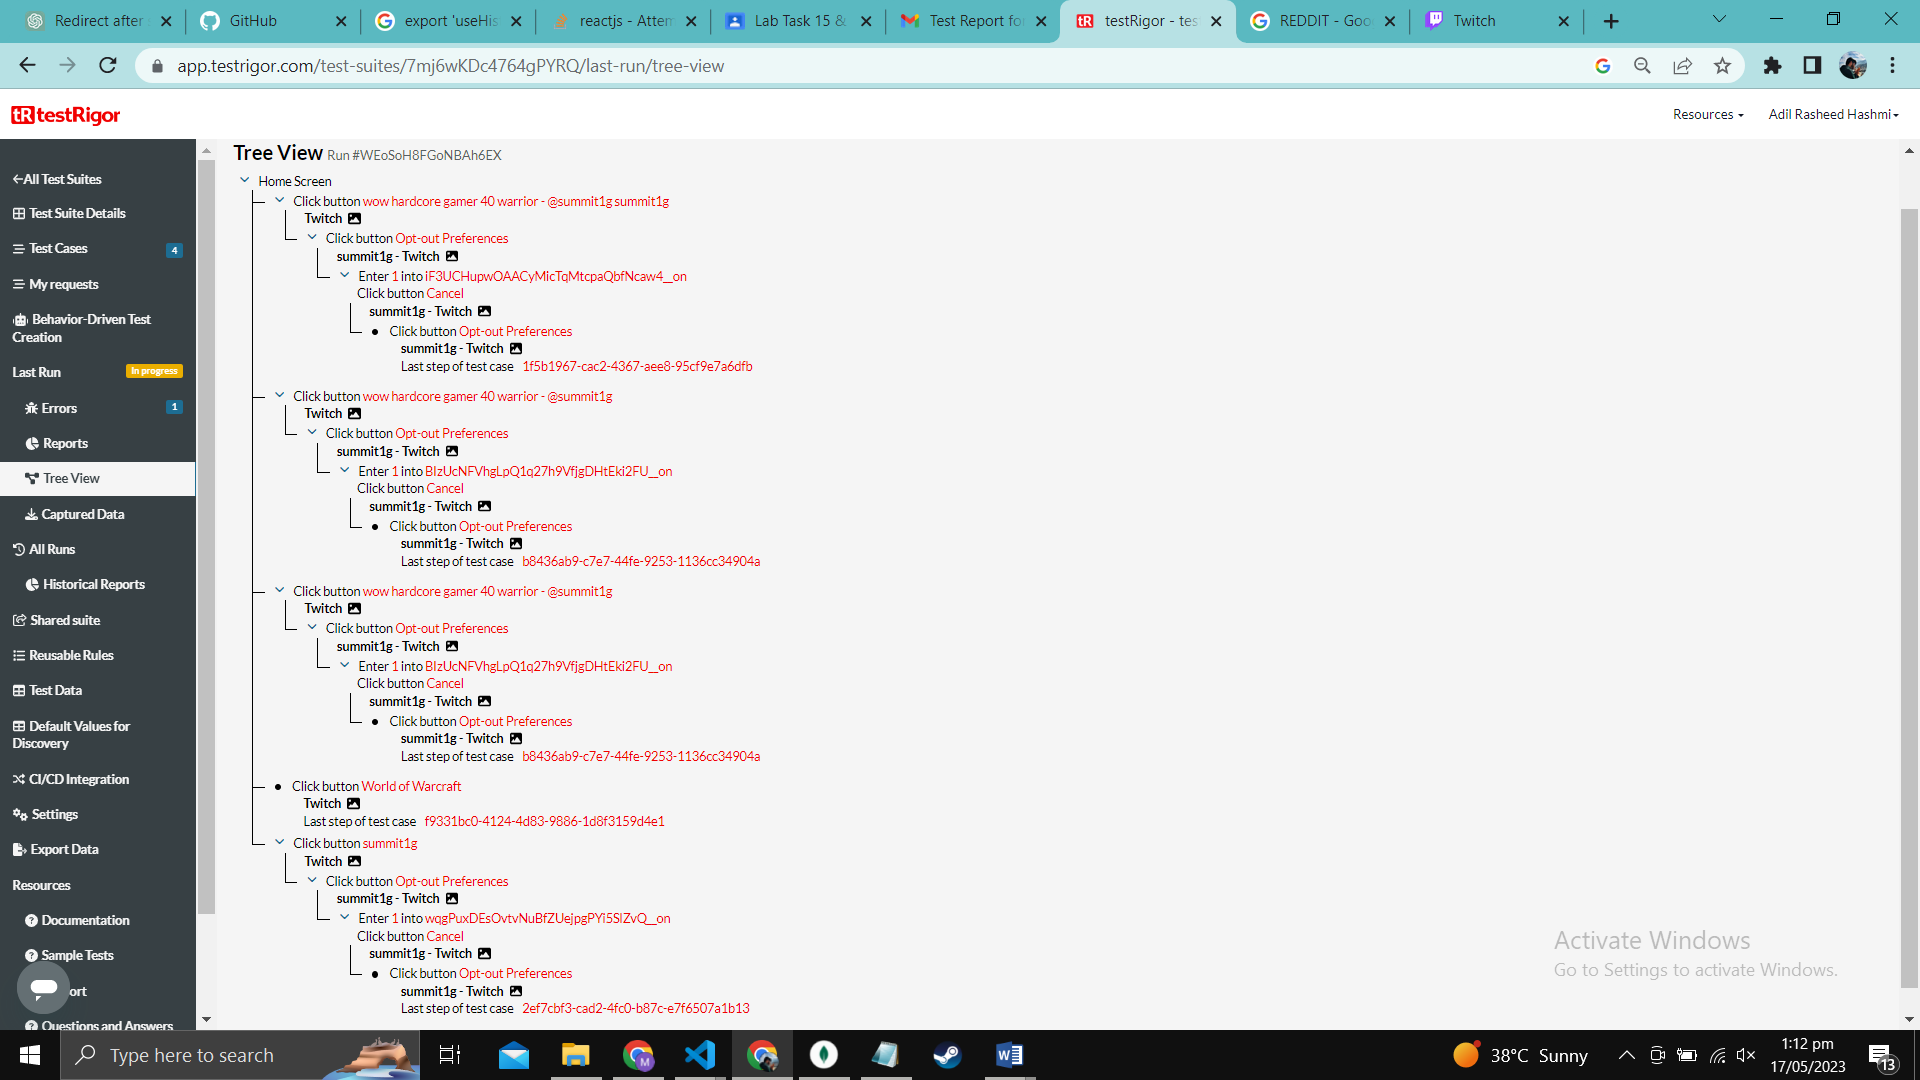 Redirect after
GitHub
export 'useHis
reactjs - Attem
Lab Task 15 &
Test Report fo
testRigor - tes
REDDIT - Goo
Twitch
app.testrigor.com/test-suites/7mj6wKDc4764gPYRQ/last-run/tree-view
tR testRigor
Resources
Adil Rasheed Hashmi
All Test Suites
Test Suite Details
Test Cases 4
My requests
Behavior-Driven Test
Creation
Last Run In progress
Errors 1
Reports
Tree View
Captured Data
All Runs
Historical Reports
Shared suite
Reusable Rules
Test Data
Default Values for
Discovery
CI/CD Integration
Settings
Export Data
Resources
Documentation
Sample Tests
ort
Questions and Answers
Tree View Run #WEoSoH8FGoNBAh6EX
Home Screen
Click button wow hardcore gamer 40 warrior - @summit1g summit1g
Twitch
Click button Opt-out Preferences
summit1g - Twitch
Enter 1 into iF3UCHupwOAACyMicTqMtcpaQbfNcaw4__on
Click button Cancel
summit1g - Twitch
Click button Opt-out Preferences
summit1g - Twitch
Last step of test case 1f5b1967-cac2-4367-aee8-95cf9e7a6dfb
Click button wow hardcore gamer 40 warrior - @summit1g
Twitch
Click button Opt-out Preferences
summit1g - Twitch
Enter 1 into BIzUcNFVhgLpQ1q27h9VfjgDHtEki2FU__on
Click button Cancel
summit1g - Twitch
Click button Opt-out Preferences
summit1g - Twitch
Last step of test case b8436ab9-c7e7-44fe-9253-1136cc34904a
Click button wow hardcore gamer 40 warrior - @summit1g
Twitch
Click button Opt-out Preferences
summit1g - Twitch
Enter 1 into BIzUcNFVhgLpQ1q27h9VfjgDHtEki2FU__on
Click button Cancel
summit1g - Twitch
Click button Opt-out Preferences
summit1g - Twitch
Last step of test case b8436ab9-c7e7-44fe-9253-1136cc34904a
Click button World of Warcraft
Twitch
Last step of test case f9331bc0-4124-4d83-9886-1d8f3159d4e1
Click button summit1g
Twitch
Click button Opt-out Preferences
summit1g - Twitch
Enter 1 into wqgPuxDEsOvtvNuBfZUejpgPYi5SlZvQ__on
Click button Cancel
summit1g - Twitch
Click button Opt-out Preferences
summit1g - Twitch
Last step of test case 2ef7cbf3-cad2-4fc0-b87c-e7f6507a1b13
Activate Windows
Go to Settings to activate Windows.
Type here to search
38°C Sunny
1:12 pm
17/05/2023
13